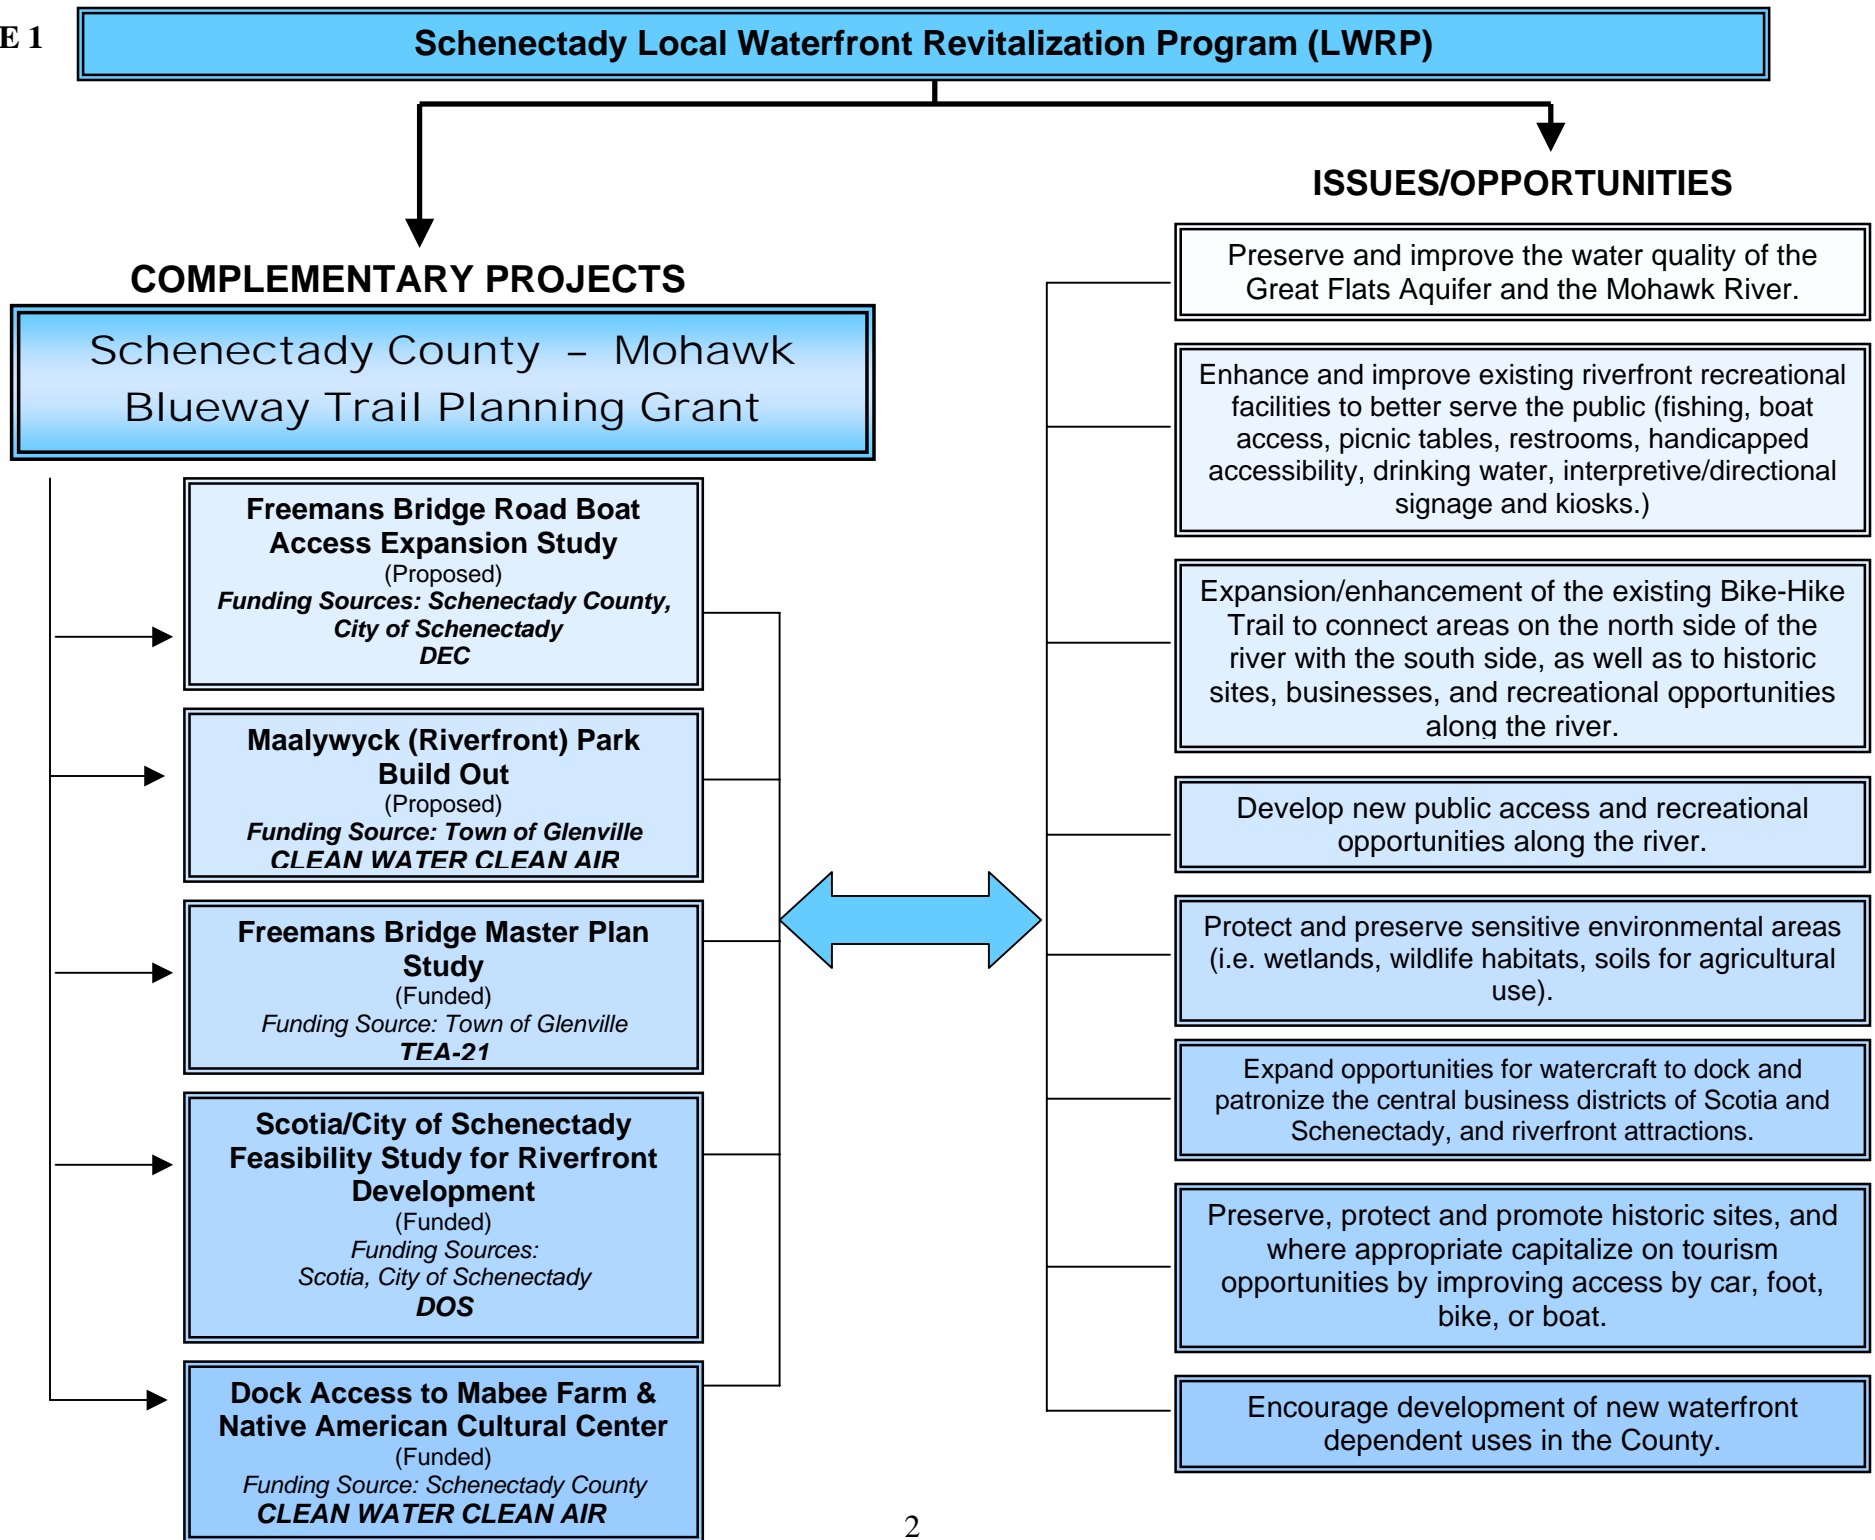 E 1
Schenectady Local Waterfront Revitalization Program (LWRP)
COMPLEMENTARY PROJECTS
Schenectady County – Mohawk
Blueway Trail Planning Grant
Freemans Bridge Road Boat
Access Expansion Study
(Proposed)
Funding Sources: Schenectady County,
City of Schenectady
DEC
Maalywyck (Riverfront) Park
Build Out
(Proposed)
Funding Source: Town of Glenville
CLEAN WATER CLEAN AIR
Freemans Bridge Master Plan
Study
(Funded)
Funding Source: Town of Glenville
TEA-21
Scotia/City of Schenectady
Feasibility Study for Riverfront
Development
(Funded)
Funding Sources:
Scotia, City of Schenectady
DOS
Dock Access to Mabee Farm &
Native American Cultural Center
(Funded)
Funding Source: Schenectady County
CLEAN WATER CLEAN AIR
ISSUES/OPPORTUNITIES
Preserve and improve the water quality of the
Great Flats Aquifer and the Mohawk River.
Enhance and improve existing riverfront recreational
facilities to better serve the public (fishing, boat
access, picnic tables, restrooms, handicapped
accessibility, drinking water, interpretive/directional
signage and kiosks.)
Expansion/enhancement of the existing Bike-Hike
Trail to connect areas on the north side of the
river with the south side, as well as to historic
sites, businesses, and recreational opportunities
along the river.
Develop new public access and recreational
opportunities along the river.
Protect and preserve sensitive environmental areas
(i.e. wetlands, wildlife habitats, soils for agricultural
use).
Expand opportunities for watercraft to dock and
patronize the central business districts of Scotia and
Schenectady, and riverfront attractions.
Preserve, protect and promote historic sites, and
where appropriate capitalize on tourism
opportunities by improving access by car, foot,
bike, or boat.
Encourage development of new waterfront
dependent uses in the County.
2